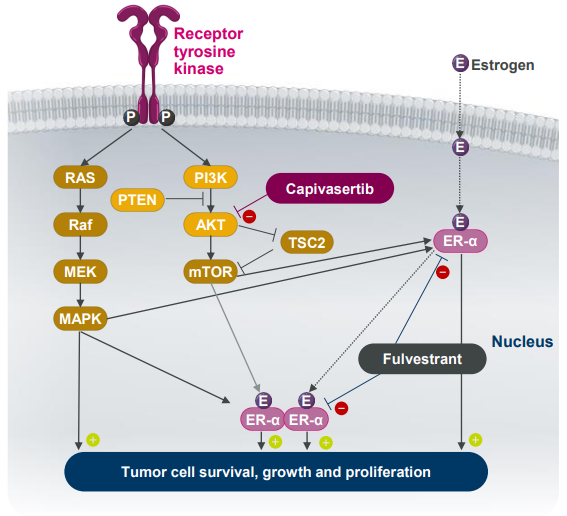 Receptor
tyrosine
kinase
E Estrogen
P P
E
RAS
PI3K
Capivasertib
PTEN
−
E
Raf
AKT
ER-α
TSC2
MEK
mTOR
−
MAPK
Nucleus
Fulvestrant
E E
−
ER-α ER-α
+ + + +
Tumor cell survival, growth and proliferation